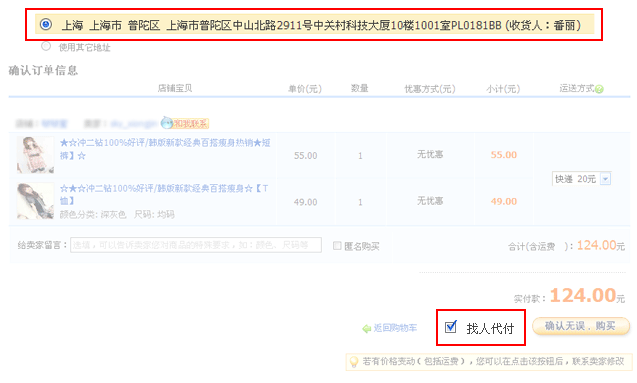 上海 上海市 普陀区 上海市普陀区中山北路2911号中关村科技大厦10楼1001室PL0181BB (收货人：番丽)
使用其它地址
确认订单信息
店铺宝贝 单价(元) 数量 优惠方式(元) 小计(元) 运送方式
和我联系
★☆冲二钻100%好评/韩版新款经典百搭瘦身热销★短裤】☆ 55.00 1 无优惠 55.00
快递 20元
☆★☆冲二钻100%好评/韩版新款经典百搭瘦身☆【T恤】 49.00 1 无优惠 49.00
颜色分类: 深灰色 尺码: 均码
给卖家留言： 选填，可以告诉卖家您对商品的特殊要求，如：颜色、尺码等 匿名购买 合计(含运费 )：124.00元
实付款：124.00元
返回购物车 找人代付 确认无误，购买
若有价格变动（包括运费），您可以在点击该按钮后，联系卖家修改